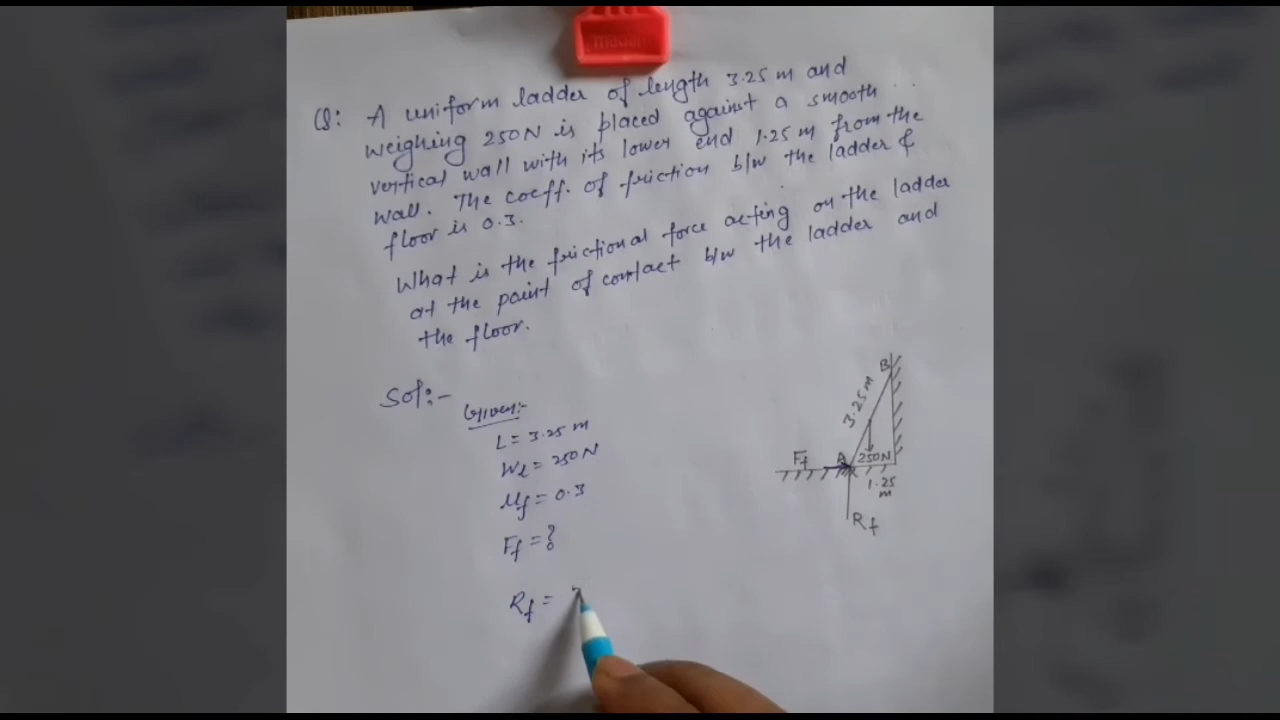 Q: A uniform ladder of length 3.25 m and
weighing 250N is placed against a smooth
vertical wall with its lower end 1.25 m from the
wall. The coeff. of friction b/w the ladder &
floor is 0.3.
What is the frictional force acting on the ladder
at the point of contact b/w the ladder and
the floor.
Sol:-
Given:-
L = 3.25 m
Wl = 250N
μf = 0.3
Ff = ?
Rf =
B
3.25 m
Ff
A
250N
1.25
m
Rf